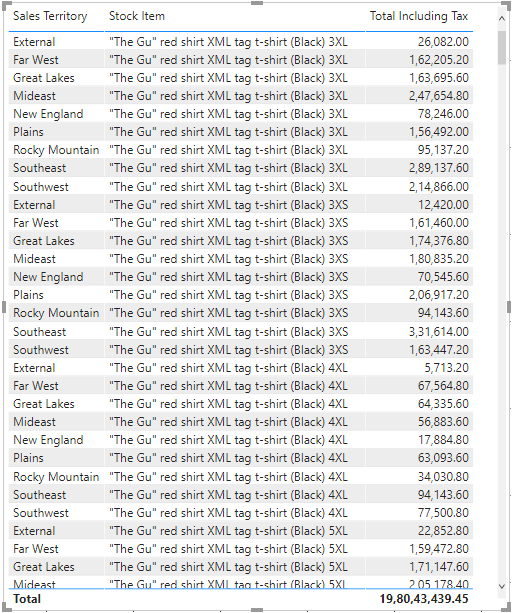 Sales Territory Stock Item Total Including Tax
External "The Gu" red shirt XML tag t-shirt (Black) 3XL 26,082.00
Far West "The Gu" red shirt XML tag t-shirt (Black) 3XL 1,62,205.20
Great Lakes "The Gu" red shirt XML tag t-shirt (Black) 3XL 1,63,695.60
Mideast "The Gu" red shirt XML tag t-shirt (Black) 3XL 2,47,654.80
New England "The Gu" red shirt XML tag t-shirt (Black) 3XL 78,246.00
Plains "The Gu" red shirt XML tag t-shirt (Black) 3XL 1,56,492.00
Rocky Mountain "The Gu" red shirt XML tag t-shirt (Black) 3XL 95,137.20
Southeast "The Gu" red shirt XML tag t-shirt (Black) 3XL 2,89,137.60
Southwest "The Gu" red shirt XML tag t-shirt (Black) 3XL 2,14,866.00
External "The Gu" red shirt XML tag t-shirt (Black) 3XS 12,420.00
Far West "The Gu" red shirt XML tag t-shirt (Black) 3XS 1,61,460.00
Great Lakes "The Gu" red shirt XML tag t-shirt (Black) 3XS 1,74,376.80
Mideast "The Gu" red shirt XML tag t-shirt (Black) 3XS 1,80,835.20
New England "The Gu" red shirt XML tag t-shirt (Black) 3XS 70,545.60
Plains "The Gu" red shirt XML tag t-shirt (Black) 3XS 2,06,917.20
Rocky Mountain "The Gu" red shirt XML tag t-shirt (Black) 3XS 94,143.60
Southeast "The Gu" red shirt XML tag t-shirt (Black) 3XS 3,31,614.00
Southwest "The Gu" red shirt XML tag t-shirt (Black) 3XS 1,63,447.20
External "The Gu" red shirt XML tag t-shirt (Black) 4XL 5,713.20
Far West "The Gu" red shirt XML tag t-shirt (Black) 4XL 67,564.80
Great Lakes "The Gu" red shirt XML tag t-shirt (Black) 4XL 64,335.60
Mideast "The Gu" red shirt XML tag t-shirt (Black) 4XL 56,883.60
New England "The Gu" red shirt XML tag t-shirt (Black) 4XL 17,884.80
Plains "The Gu" red shirt XML tag t-shirt (Black) 4XL 63,093.60
Rocky Mountain "The Gu" red shirt XML tag t-shirt (Black) 4XL 34,030.80
Southeast "The Gu" red shirt XML tag t-shirt (Black) 4XL 94,143.60
Southwest "The Gu" red shirt XML tag t-shirt (Black) 4XL 77,500.80
External "The Gu" red shirt XML tag t-shirt (Black) 5XL 22,852.80
Far West "The Gu" red shirt XML tag t-shirt (Black) 5XL 1,59,472.80
Great Lakes "The Gu" red shirt XML tag t-shirt (Black) 5XL 1,71,147.60
Mideast "The Gu" red shirt XML tag t-shirt (Black) 5XL 2,05,178.40
Total 19,80,43,439.45